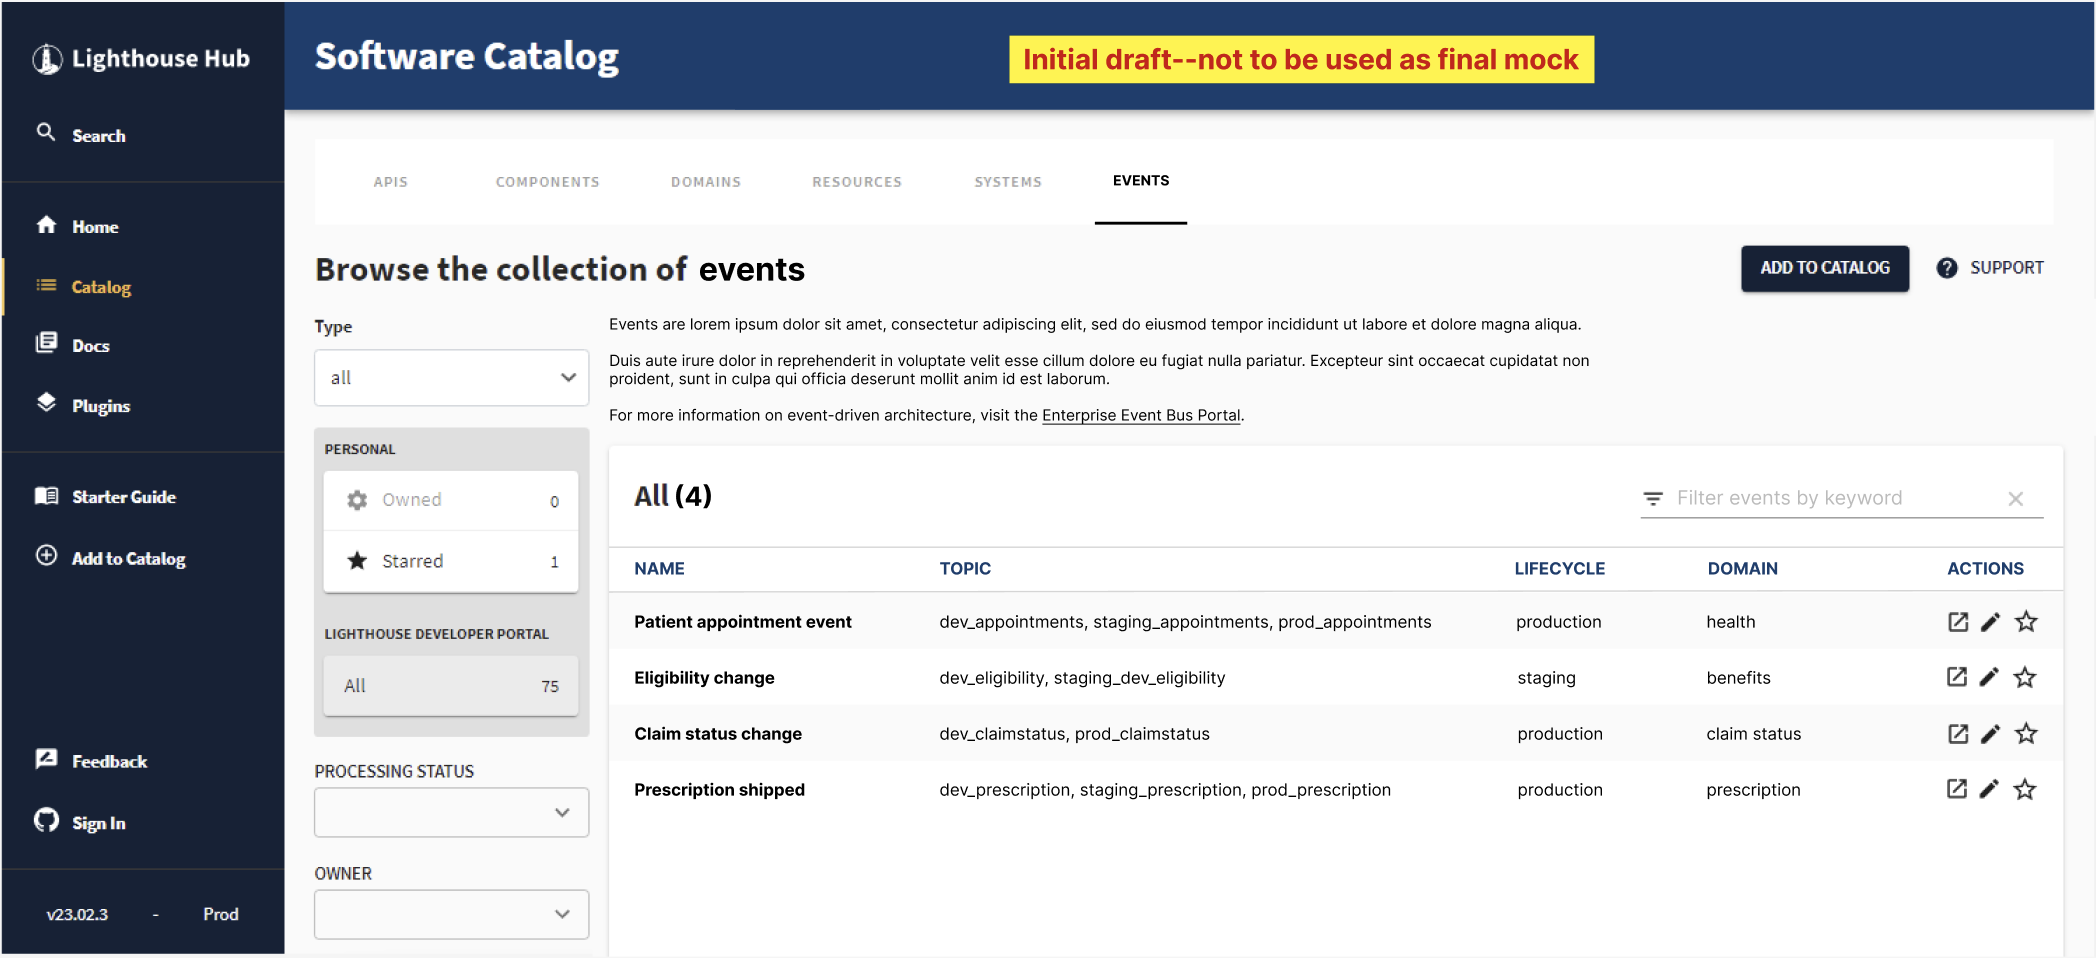 Lighthouse Hub
Search
Home
Catalog
Docs
Plugins
Starter Guide
Add to Catalog
Feedback
Sign In
v23.02.3 - Prod
Software Catalog
Initial draft--not to be used as final mock
APIS COMPONENTS DOMAINS RESOURCES SYSTEMS EVENTS
Browse the collection of events
ADD TO CATALOG
SUPPORT
Type
all
PERSONAL
Owned 0
Starred 1
LIGHTHOUSE DEVELOPER PORTAL
All 75
PROCESSING STATUS
OWNER
Events are lorem ipsum dolor sit amet, consectetur adipiscing elit, sed do eiusmod tempor incididunt ut labore et dolore magna aliqua.
Duis aute irure dolor in reprehenderit in voluptate velit esse cillum dolore eu fugiat nulla pariatur. Excepteur sint occaecat cupidatat non
proident, sunt in culpa qui officia deserunt mollit anim id est laborum.
For more information on event-driven architecture, visit the Enterprise Event Bus Portal.
All (4)
Filter events by keyword
NAME TOPIC LIFECYCLE DOMAIN ACTIONS
Patient appointment event dev_appointments, staging_appointments, prod_appointments production health
Eligibility change dev_eligibility, staging_dev_eligibility staging benefits
Claim status change dev_claimstatus, prod_claimstatus production claim status
Prescription shipped dev_prescription, staging_prescription, prod_prescription production prescription